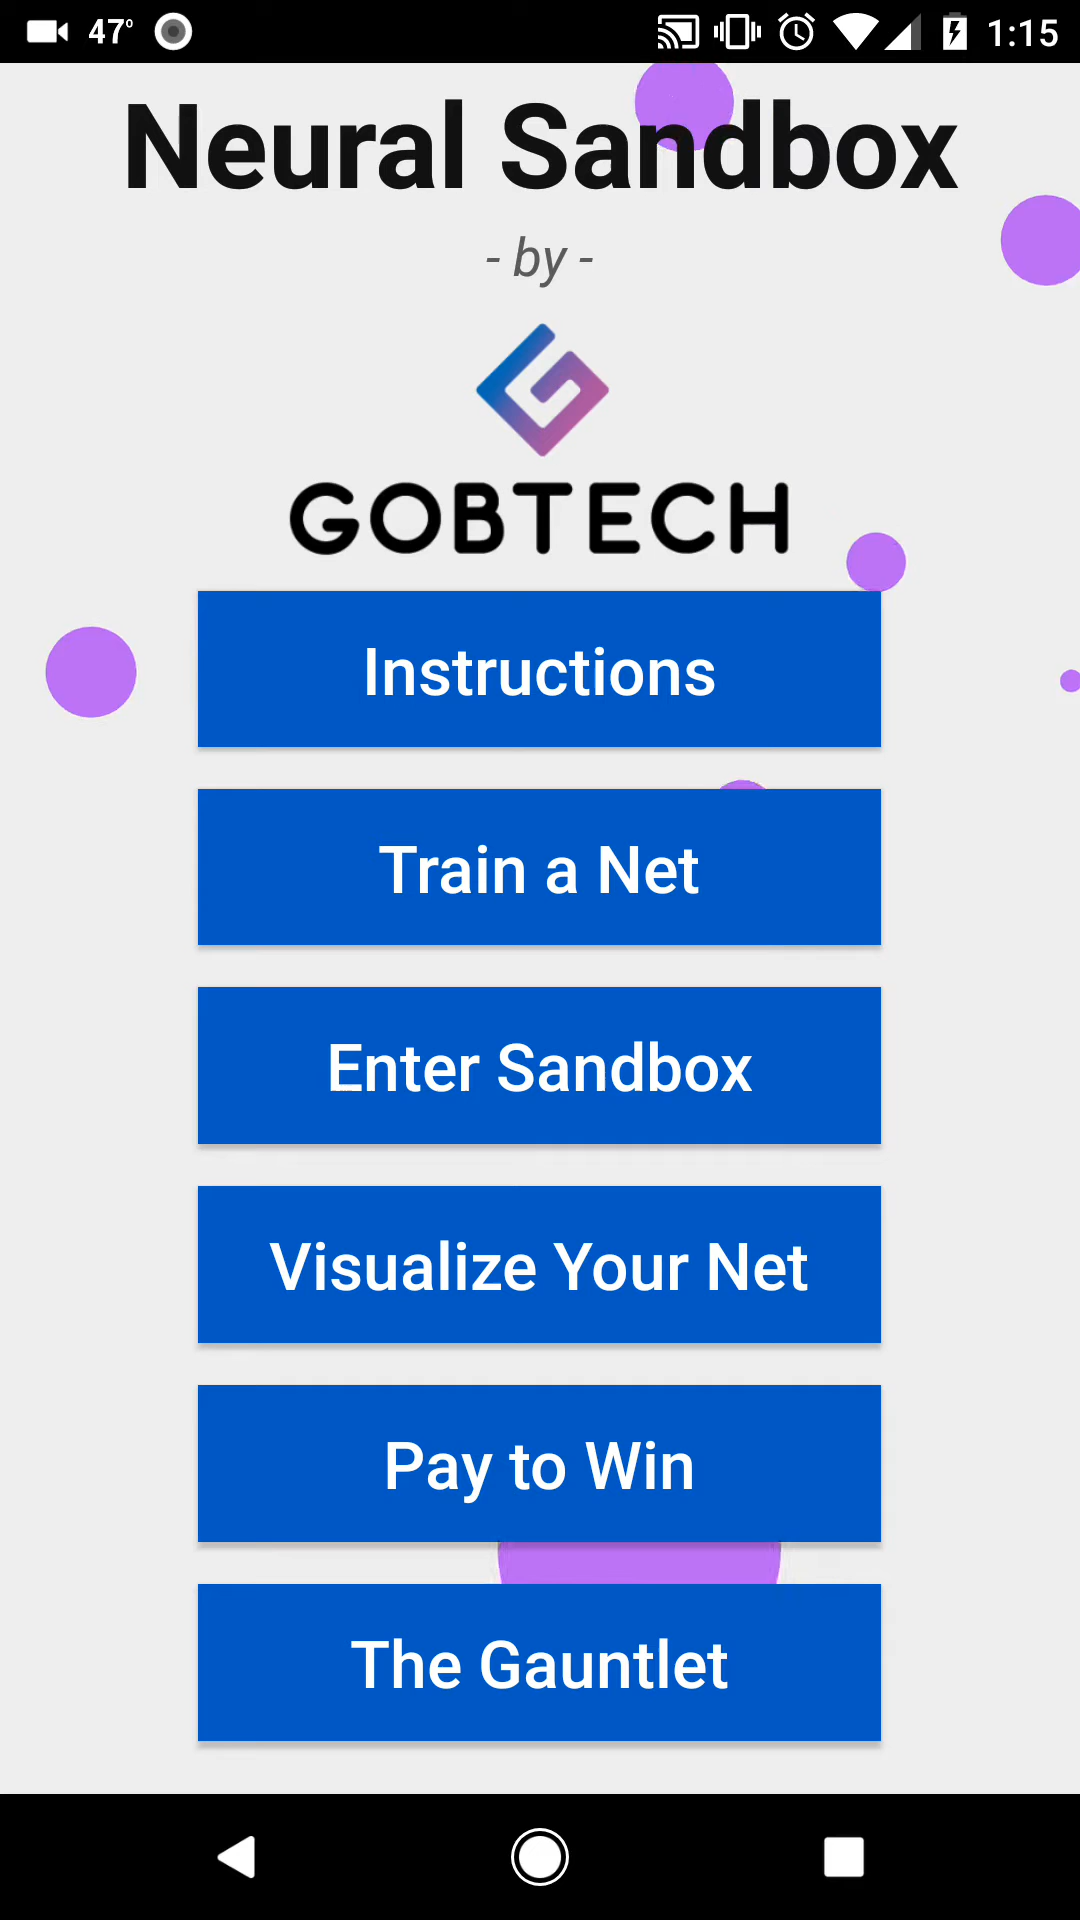 47° 1:15
Neural Sandbox
- by -
GOBTECH
Instructions
Train a Net
Enter Sandbox
Visualize Your Net
Pay to Win
The Gauntlet